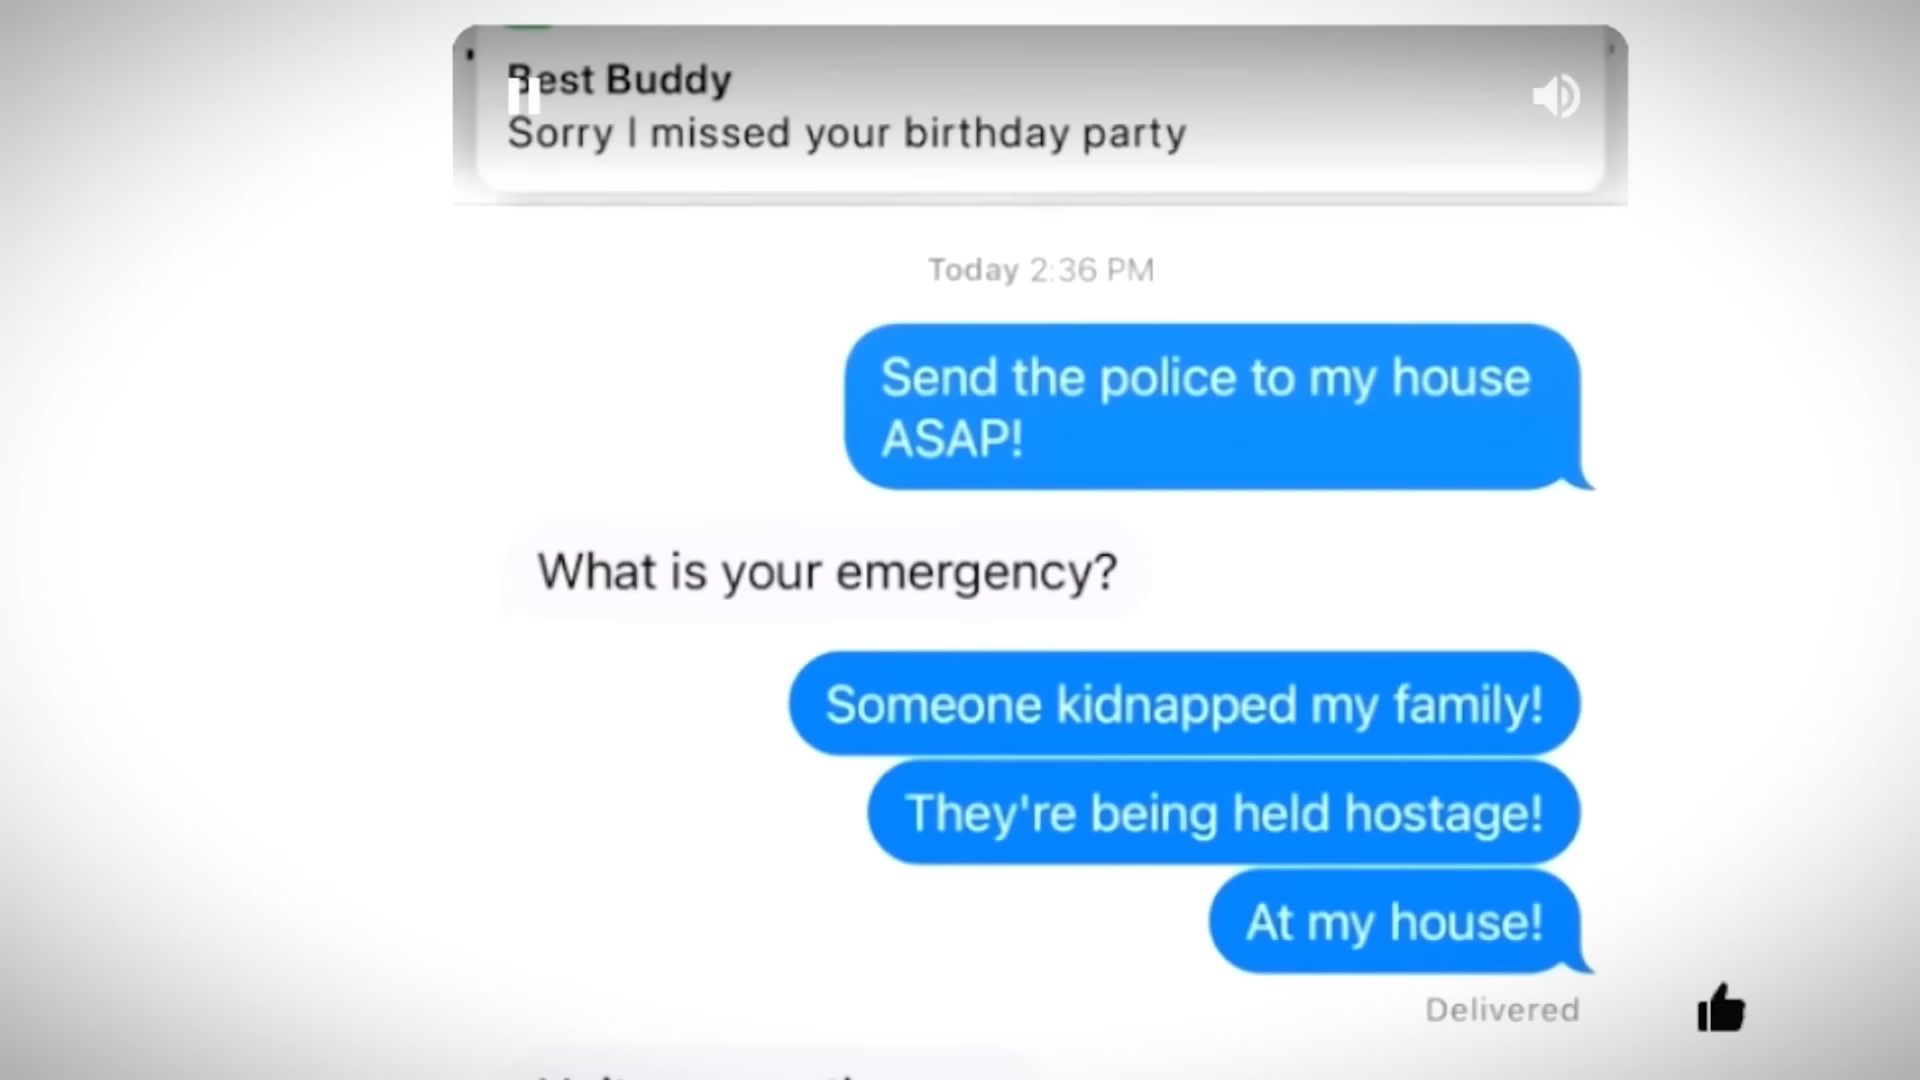 Best Buddy
Sorry I missed your birthday party
Today 2:36 PM
Send the police to my house
ASAP!
What is your emergency?
Someone kidnapped my family!
They're being held hostage!
At my house!
Delivered